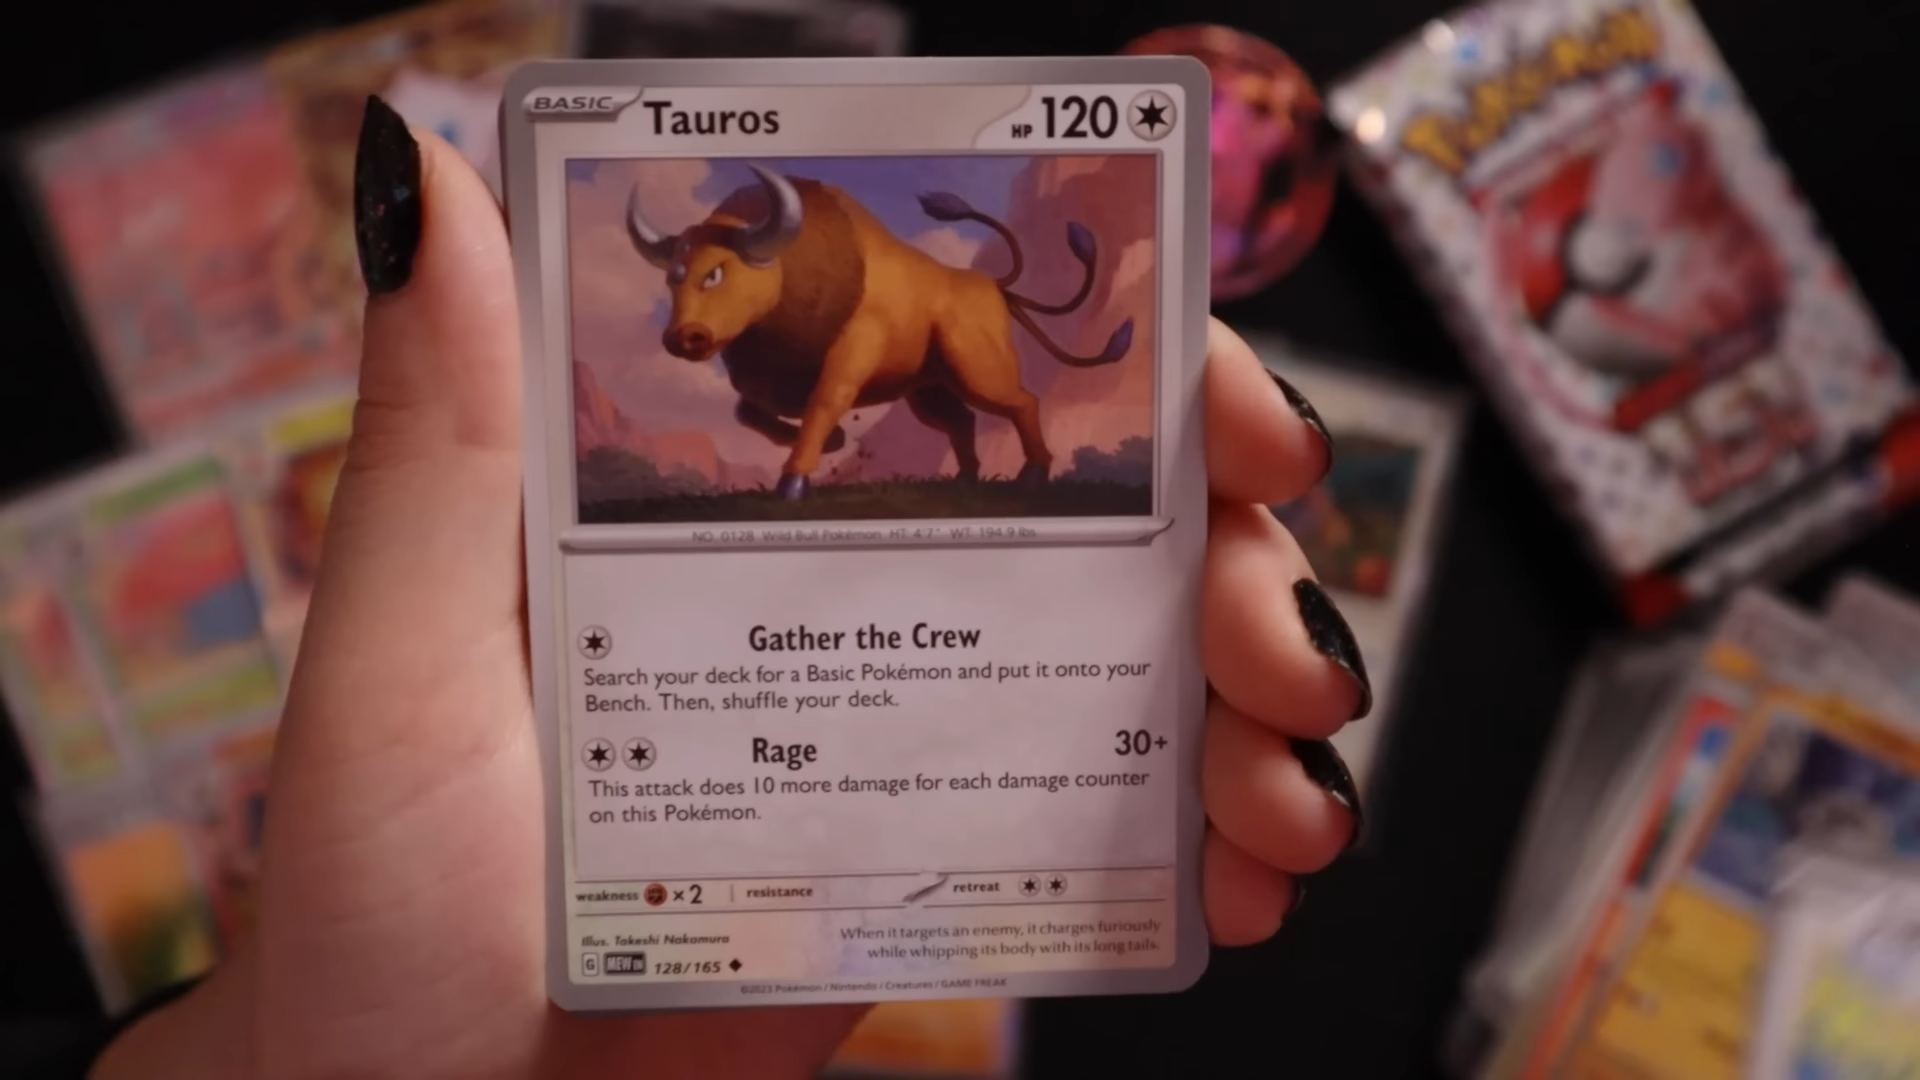 BASIC Tauros HP 120
NO. 0128 Wild Bull Pokémon HT: 4'7" WT: 194.9 lbs.
Gather the Crew
Search your deck for a Basic Pokémon and put it onto your
Bench. Then, shuffle your deck.
Rage 30+
This attack does 10 more damage for each damage counter
on this Pokémon.
weakness ×2 resistance retreat
Illus. Takeshi Nakamura
When it targets an enemy, it charges furiously
while whipping its body with its long tails.
G MEW EN 128/165
©2023 Pokémon / Nintendo / Creatures / GAME FREAK
Pokémon